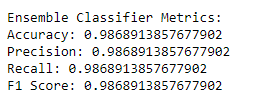 Ensemble Classifier Metrics:
Accuracy: 0.9868913857677902
Precision: 0.9868913857677902
Recall: 0.9868913857677902
F1 Score: 0.9868913857677902